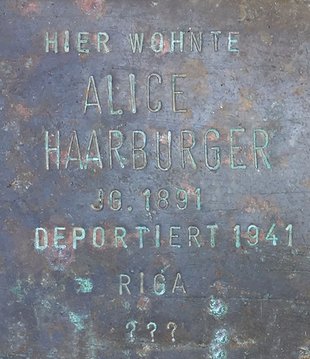 HIER WOHNTE
ALICE
HAARBURGER
JG. 1891
DEPORTIERT 1941
RIGA
???